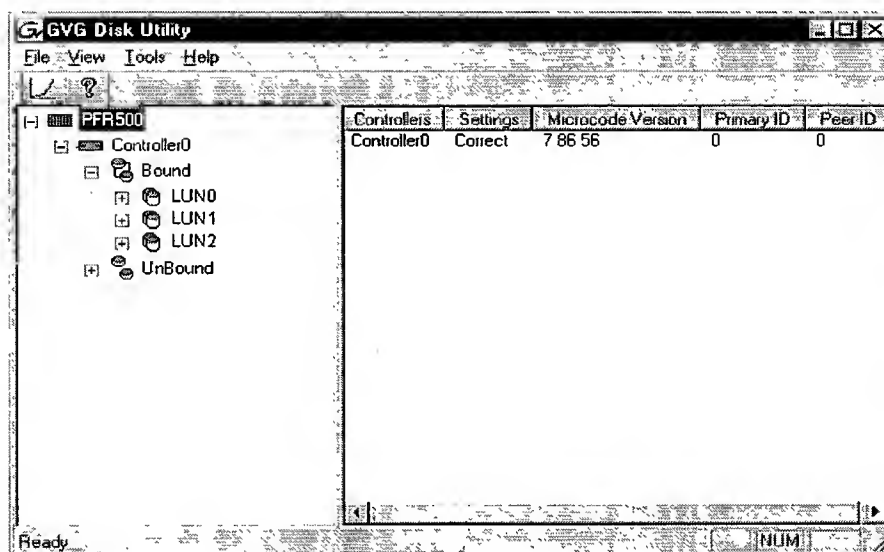 GVG Disk Utility
File View Tools Help
PFR500
Controller0
Bound
LUN0
LUN1
LUN2
UnBound
Controllers Settings Microcode Version Primary ID Peer ID
Controller0 Correct 7 86 56 0 0
Ready NUM